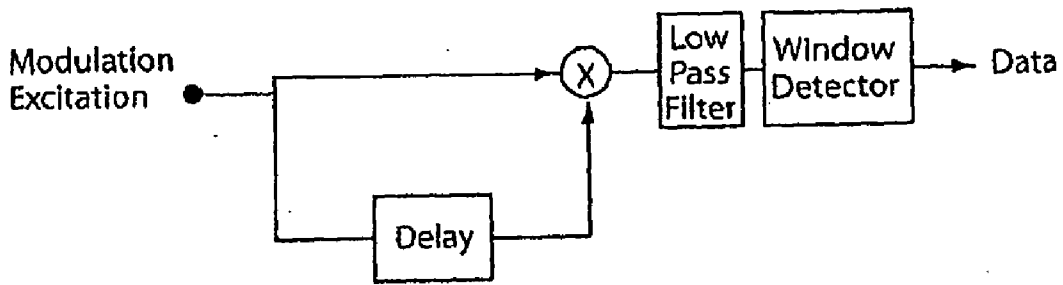 Modulation
Excitation
X
Low
Pass
Filter
Window
Detector
Data
Delay